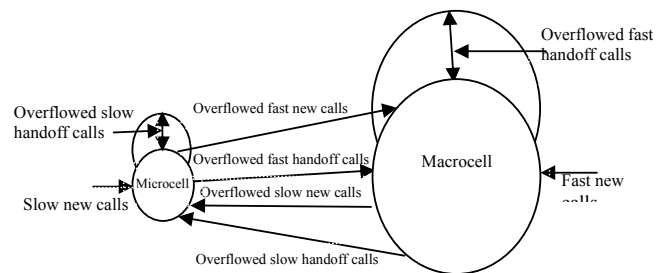 Overflowed fast
handoff calls
Overflowed slow
handoff calls
Overflowed fast new calls
Overflowed fast handoff calls
Macrocell
Microcell
Overflowed slow new calls
Slow new calls
Fast new
calls
Overflowed slow handoff calls